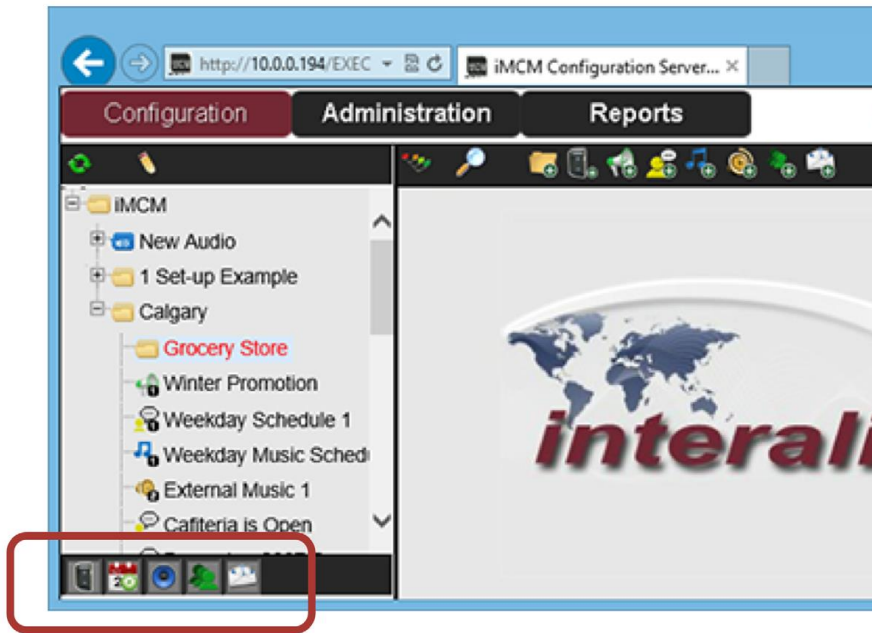 http://10.0.0.194/EXEC
iMCM Configuration Server...
Configuration
Administration
Reports
iMCM
New Audio
1 Set-up Example
Calgary
Grocery Store
Winter Promotion
Weekday Schedule 1
Weekday Music Sched
External Music 1
Cafiteria is Open
interali